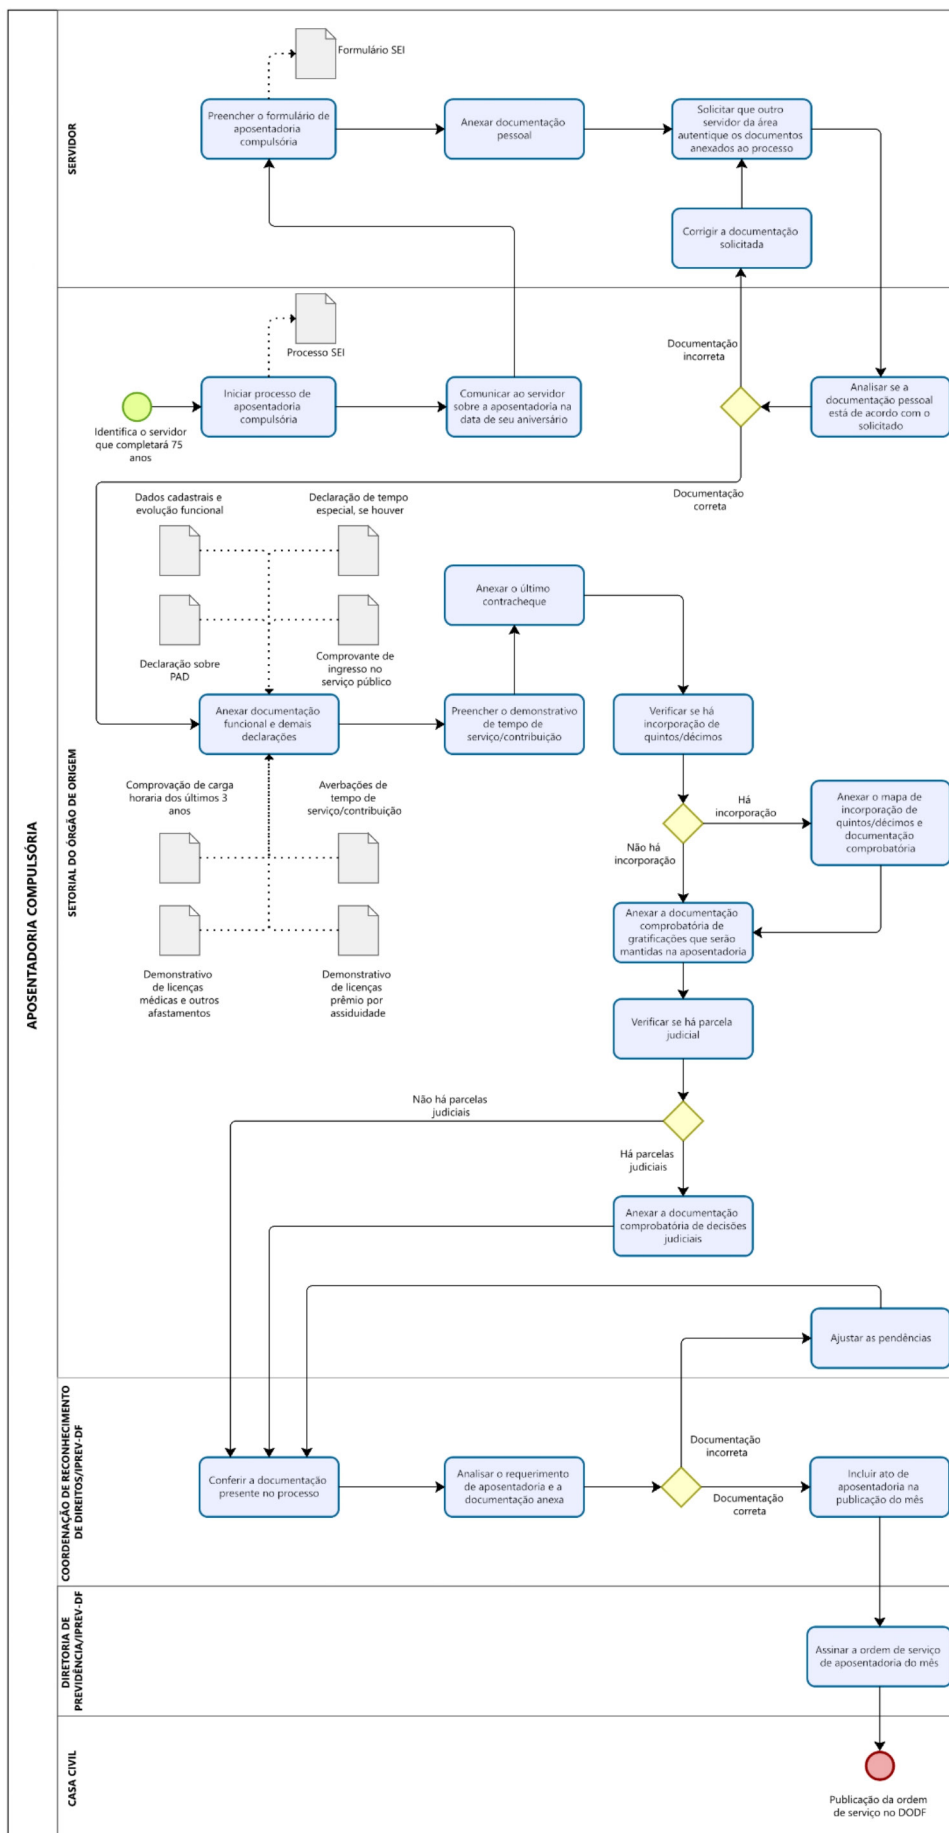 APOSENTADORIA COMPULSÓRIA
SERVIDOR
Formulário SEI
Preencher o formulário de
aposentadoria
compulsória
Anexar documentação
pessoal
Solicitar que outro
servidor da área
autentique os documentos
anexados ao processo
Corrigir a documentação
solicitada
SETORIAL DO ÓRGÃO DE ORIGEM
Processo SEI
Documentação
incorreta
Identifica o servidor
que completará 75
anos
Iniciar processo de
aposentadoria
compulsória
Comunicar ao servidor
sobre a aposentadoria na
data de seu aniversário
Analisar se a
documentação pessoal
está de acordo com o
solicitado
Documentação
correta
Dados cadastrais e
evolução funcional
Declaração de tempo
especial, se houver
Anexar o último
contracheque
Declaração sobre
PAD
Comprovante de
ingresso no
serviço público
Anexar documentação
funcional e demais
declarações
Preencher o demonstrativo
de tempo de
serviço/contribuição
Verificar se há
incorporação de
quintos/décimos
Comprovação de carga
horaria dos últimos 3
anos
Averbações de
tempo de
serviço/contribuição
Há
incorporação
Anexar o mapa de
incorporação de
quintos/décimos e
documentação
comprobatória
Não há
incorporação
Anexar a documentação
comprobatória de
gratificações que serão
mantidas na aposentadoria
Demonstrativo
de licenças
médicas e outros
afastamentos
Demonstrativo
de licenças
prêmio por
assiduidade
Verificar se há parcela
judicial
Não há parcelas
judiciais
Há parcelas
judiciais
Anexar a documentação
comprobatória de decisões
judiciais
Ajustar as pendências
COORDENAÇÃO DE RECONHECIMENTO
DE DIREITOS/IPREV-DF
Documentação
incorreta
Conferir a documentação
presente no processo
Analisar o requerimento
de aposentadoria e a
documentação anexa
Documentação
correta
Incluir ato de
aposentadoria na
publicação do mês
DIRETORIA DE
PREVIDÊNCIA/IPREV-DF
Assinar a ordem de serviço
de aposentadoria do mês
CASA CIVIL
Publicação da ordem
de serviço no DODF